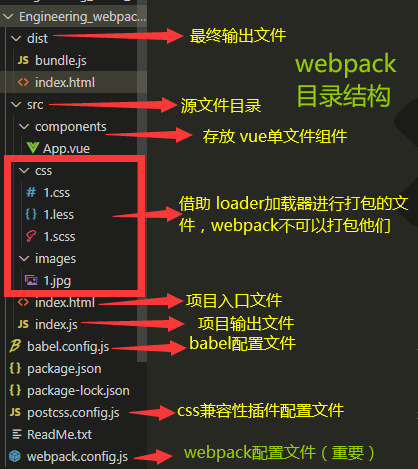 Engineering_webpack...
dist
最终输出文件
bundle.js
index.html
webpack
目录结构
src
源文件目录
components
存放 vue单文件组件
App.vue
css
1.css
1.less
1.scss
借助 loader加载器进行打包的文
件，webpack不可以打包他们
images
1.jpg
index.html
项目入口文件
index.js
项目输出文件
babel.config.js
babel配置文件
package.json
package-lock.json
postcss.config.js
css兼容性插件配置文件
ReadMe.txt
webpack.config.js
webpack配置文件（重要）